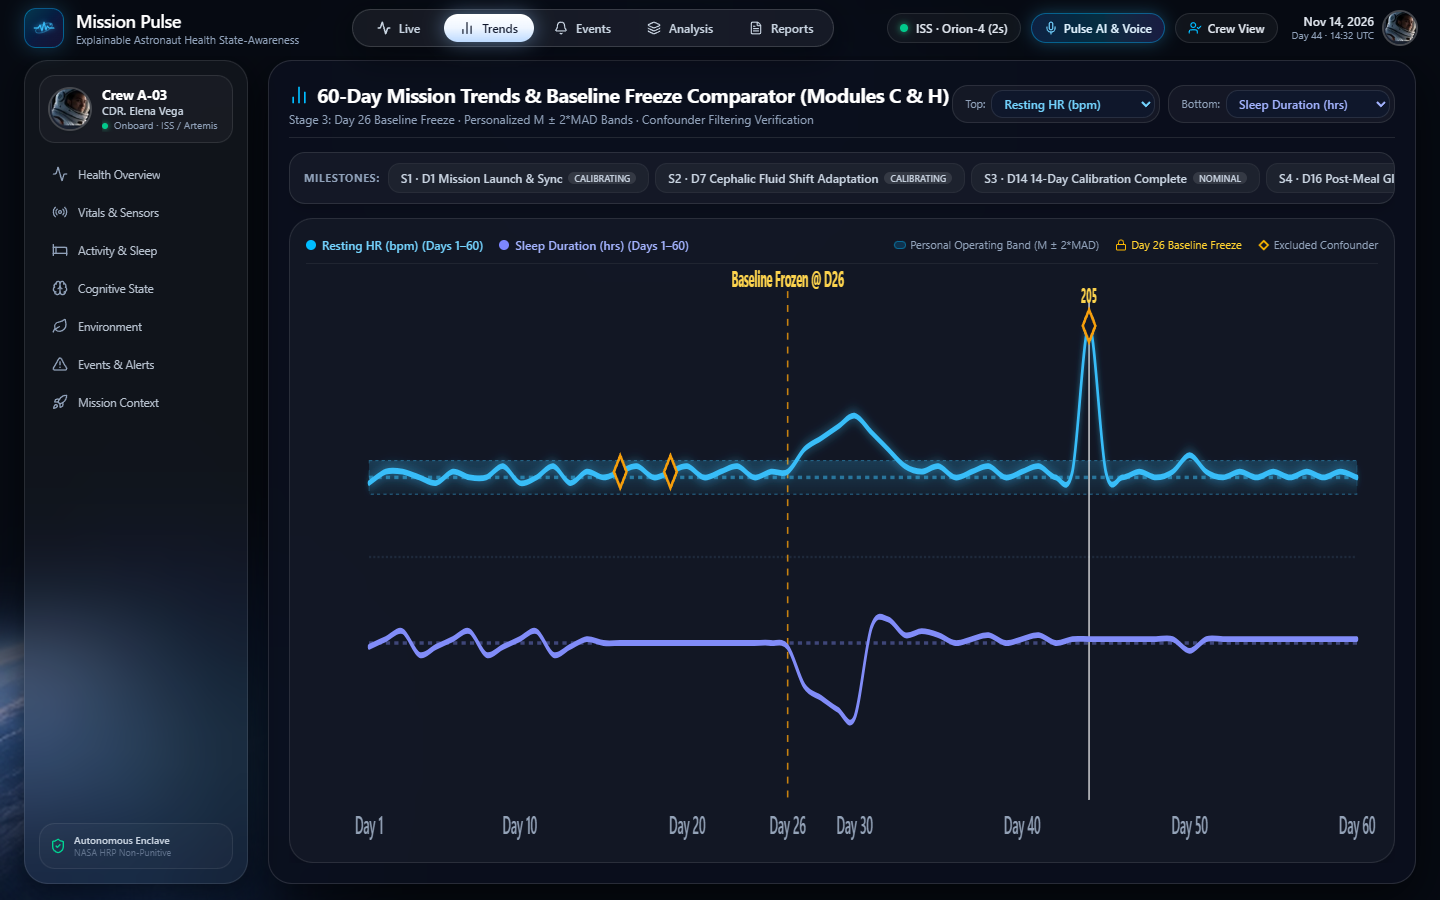 Mission Pulse
Explainable Astronaut Health State-Awareness
Live
Trends
Events
Analysis
Reports
ISS · Orion-4 (2s)
Pulse AI & Voice
Crew View
Nov 14, 2026
Day 44 · 14:32 UTC
Crew A-03
CDR. Elena Vega
Onboard · ISS / Artemis
Health Overview
Vitals & Sensors
Activity & Sleep
Cognitive State
Environment
Events & Alerts
Mission Context
Autonomous Enclave
NASA HRP Non-Punitive
60-Day Mission Trends & Baseline Freeze Comparator (Modules C & H)
Stage 3: Day 26 Baseline Freeze · Personalized M ± 2*MAD Bands · Confounder Filtering Verification
Top: Resting HR (bpm)
Bottom: Sleep Duration (hrs)
MILESTONES:
S1 · D1 Mission Launch & Sync CALIBRATING
S2 · D7 Cephalic Fluid Shift Adaptation CALIBRATING
S3 · D14 14-Day Calibration Complete NOMINAL
S4 · D16 Post-Meal Gl
Resting HR (bpm) (Days 1–60)
Sleep Duration (hrs) (Days 1–60)
Personal Operating Band (M ± 2*MAD)
Day 26 Baseline Freeze
Excluded Confounder
Baseline Frozen @ D26
205
Day 1
Day 10
Day 20
Day 26
Day 30
Day 40
Day 50
Day 60